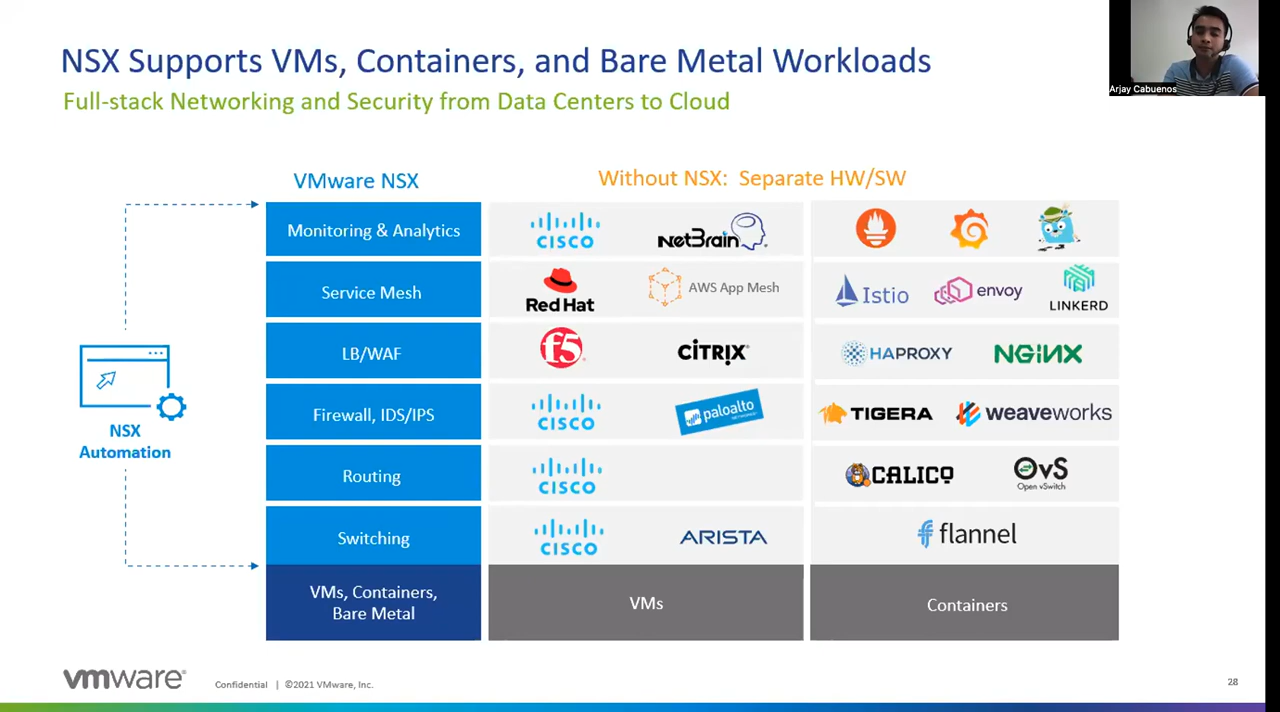 NSX Supports VMs, Containers, and Bare Metal Workloads
Full-stack Networking and Security from Data Centers to Cloud
Arjay Cabuenos
VMware NSX
Without NSX: Separate HW/SW
Monitoring & Analytics
CISCO
NetBrain
Service Mesh
Red Hat
AWS App Mesh
Istio
envoy
LINKERD
LB/WAF
f5
CITRIX
HAPROXY
NGINX
Firewall, IDS/IPS
CISCO
paloalto
NETWORKS
TIGERA
weaveworks
Routing
CISCO
CALICO
OvS
Open vSwitch
Switching
CISCO
ARISTA
flannel
NSX
Automation
VMs, Containers,
Bare Metal
VMs
Containers
vmware®
Confidential | ©2021 VMware, Inc.
28